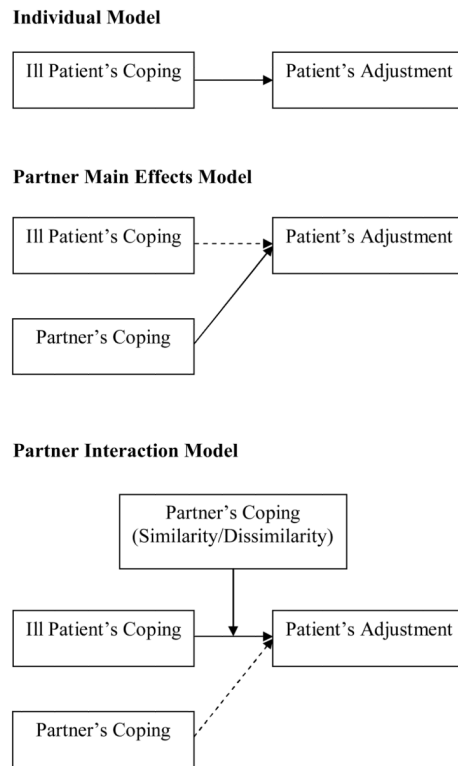 Individual Model
Ill Patient's Coping
Patient's Adjustment
Partner Main Effects Model
Ill Patient's Coping
Patient's Adjustment
Partner's Coping
Partner Interaction Model
Partner's Coping
(Similarity/Dissimilarity)
Ill Patient's Coping
Patient's Adjustment
Partner's Coping